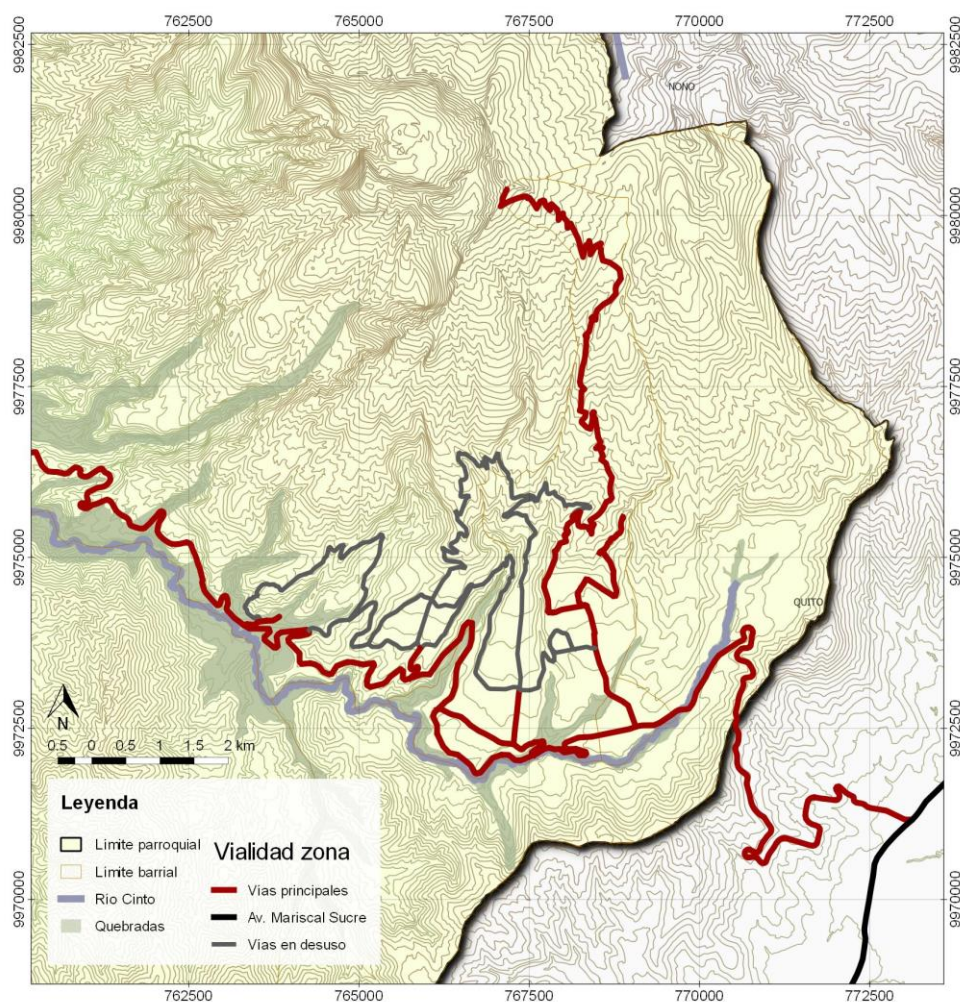 762500 765000 767500 770000 772500
9982500 9982500
NONO
9980000 9980000
9977500 9977500
9975000 9975000
QUITO
9972500 9972500
N
0.5 0 0.5 1 1.5 2 km
Leyenda
Límite parroquial
Límite barrial
Rio Cinto
Quebradas
Vialidad zona
Vias principales
Av. Mariscal Sucre
Vias en desuso
9970000 9970000
762500 765000 767500 770000 772500